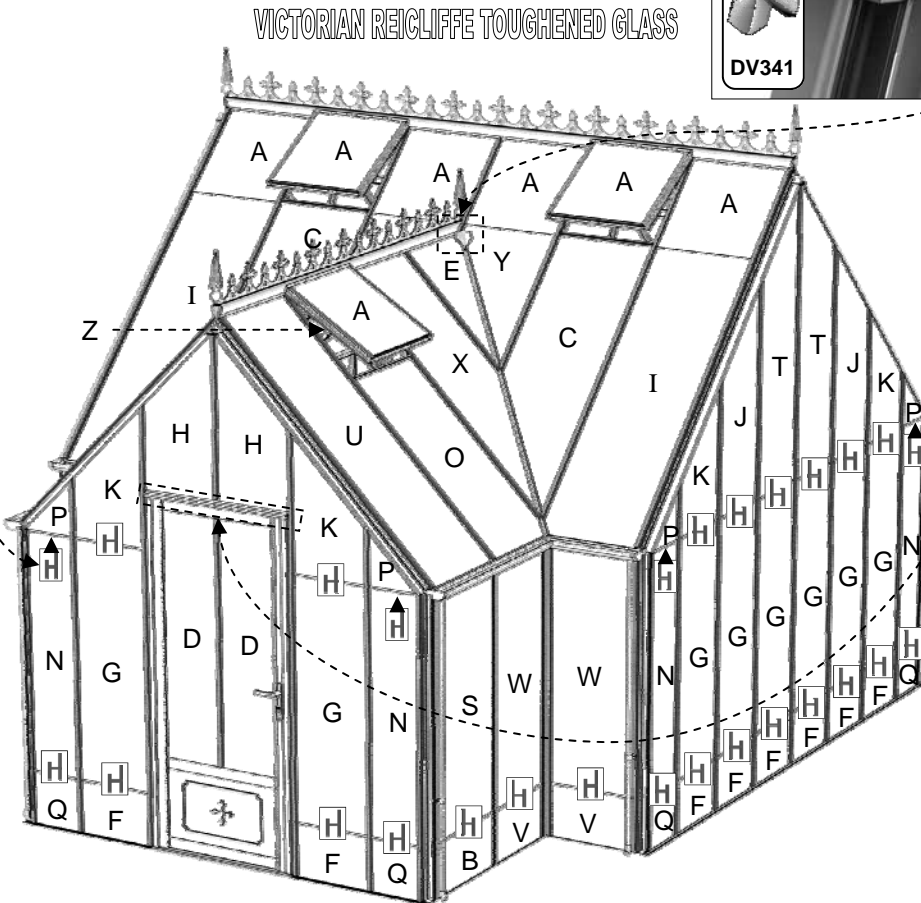 VICTORIAN REICLIFFE TOUGHENED GLASS
DV341
A A A A A A
C E Y
I Z A C
X I T T J K P
H H U O J H
K K K H
P H H P H H N
H H H
N G D D G N S W W N G G G G G G H
H H H H H H H H H H H H H Q
Q F F Q B V V Q F F F F F F